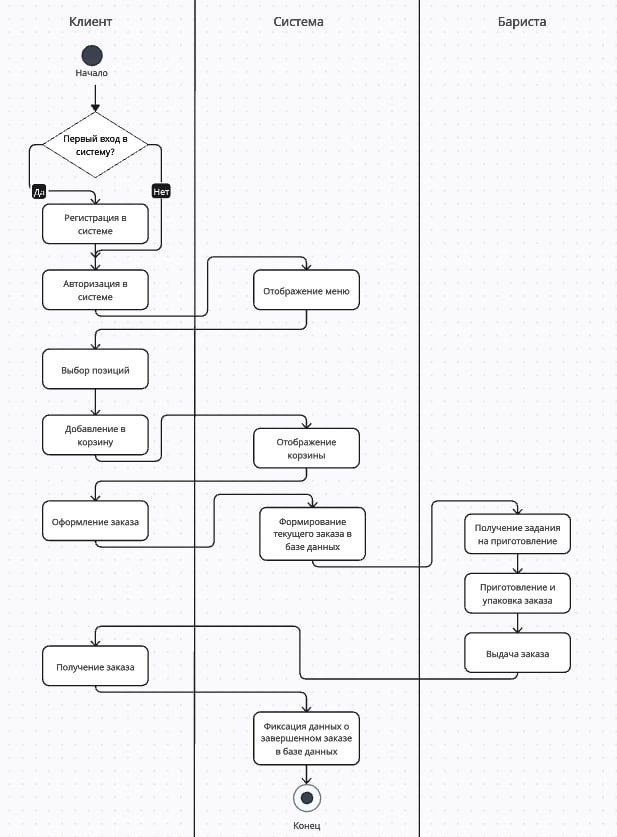 Клиент
Система
Бариста
Начало
Первый вход в
систему?
Да
Нет
Регистрация в
системе
Авторизация в
системе
Отображение меню
Выбор позиций
Добавление в
корзину
Отображение
корзины
Оформление заказа
Формирование
текущего заказа в
базе данных
Получение задания
на приготовление
Приготовление и
упаковка заказа
Выдача заказа
Получение заказа
Фиксация данных о
завершенном заказе
в базе данных
Конец